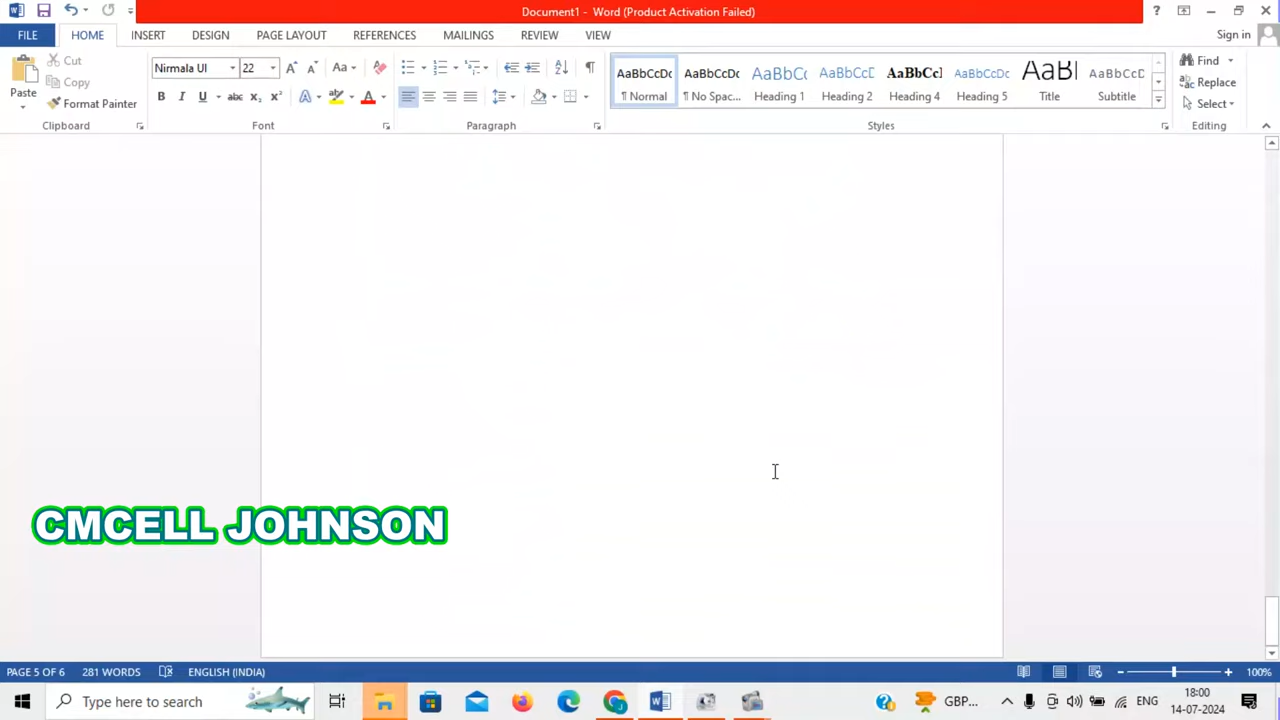 Document1 - Word (Product Activation Failed)
FILE HOME INSERT DESIGN PAGE LAYOUT REFERENCES MAILINGS REVIEW VIEW Sign in
Paste Cut Copy Format Painter
Clipboard
Nirmala UI 22
Font
Paragraph
AaBbCcDc AaBbCcDc AaBbC( AaBbCcE AaBbCcI AaBbCcDc AaBI AaBbCcD
¶ Normal ¶ No Spac... Heading 1 Heading 2 Heading 4 Heading 5 Title Subtitle
Styles
Find
Replace
Select
Editing
CMCELL JOHNSON
PAGE 5 OF 6 281 WORDS ENGLISH (INDIA) 100%
Type here to search
GBP... ENG 18:00
14-07-2024